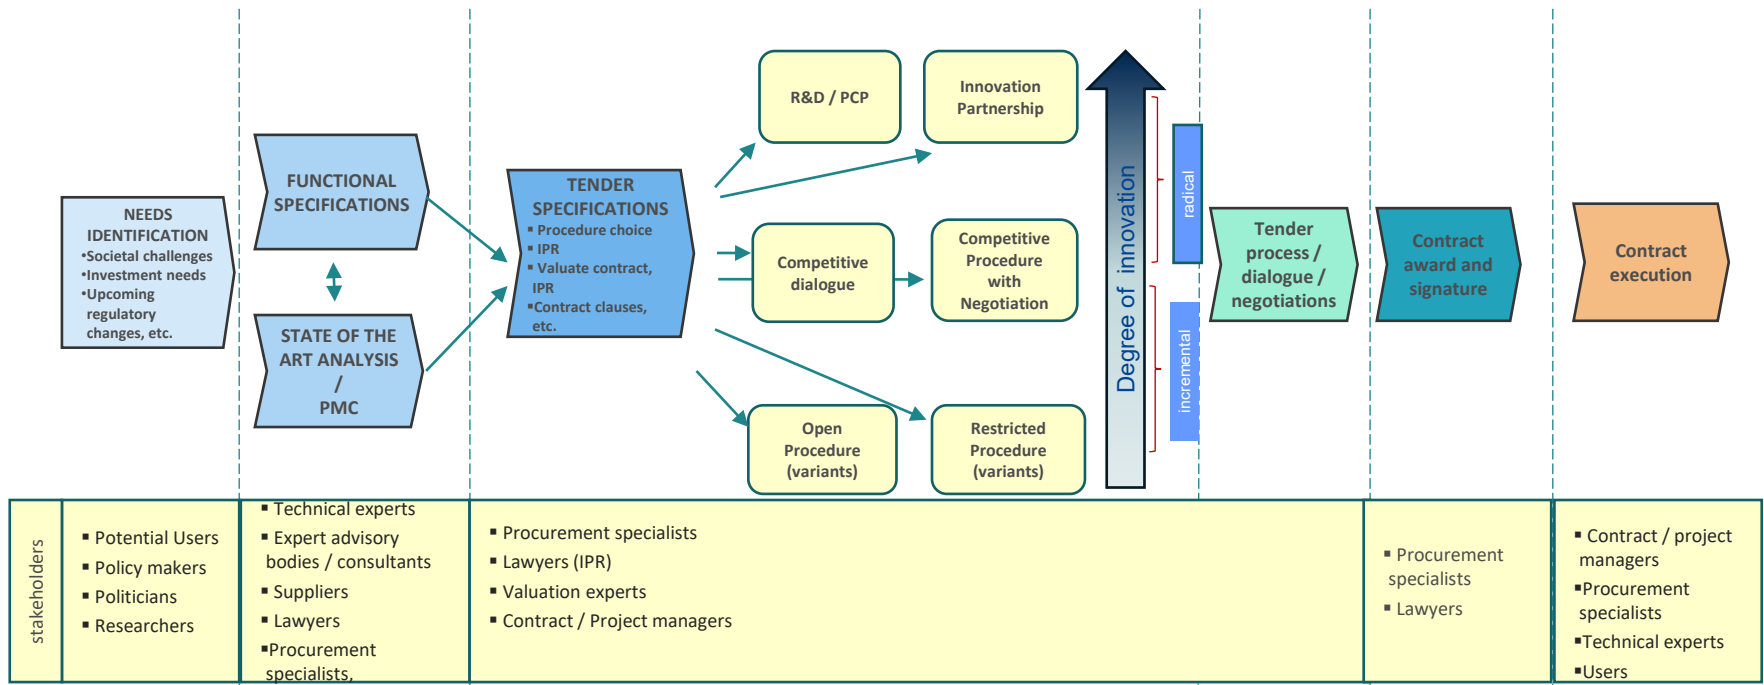 NEEDS
IDENTIFICATION
•Societal challenges
•Investment needs
•Upcoming
regulatory
changes, etc.
FUNCTIONAL
SPECIFICATIONS
STATE OF THE
ART ANALYSIS
/
PMC
TENDER
SPECIFICATIONS
▪ Procedure choice
▪ IPR
▪ Valuate contract,
IPR
▪Contract clauses,
etc.
R&D / PCP
Innovation
Partnership
Competitive
dialogue
Competitive
Procedure
with
Negotiation
Open
Procedure
(variants)
Restricted
Procedure
(variants)
Degree of innovation
radical
incremental
Tender
process /
dialogue /
negotiations
Contract
award and
signature
Contract
execution
stakeholders
▪ Potential Users
▪ Policy makers
▪ Politicians
▪ Researchers
▪ Technical experts
▪ Expert advisory
bodies / consultants
▪ Suppliers
▪ Lawyers
▪Procurement
specialists,
▪ Procurement specialists
▪ Lawyers (IPR)
▪ Valuation experts
▪ Contract / Project managers
▪ Procurement
specialists
▪ Lawyers
▪ Contract / project
managers
▪Procurement
specialists
▪Technical experts
▪Users